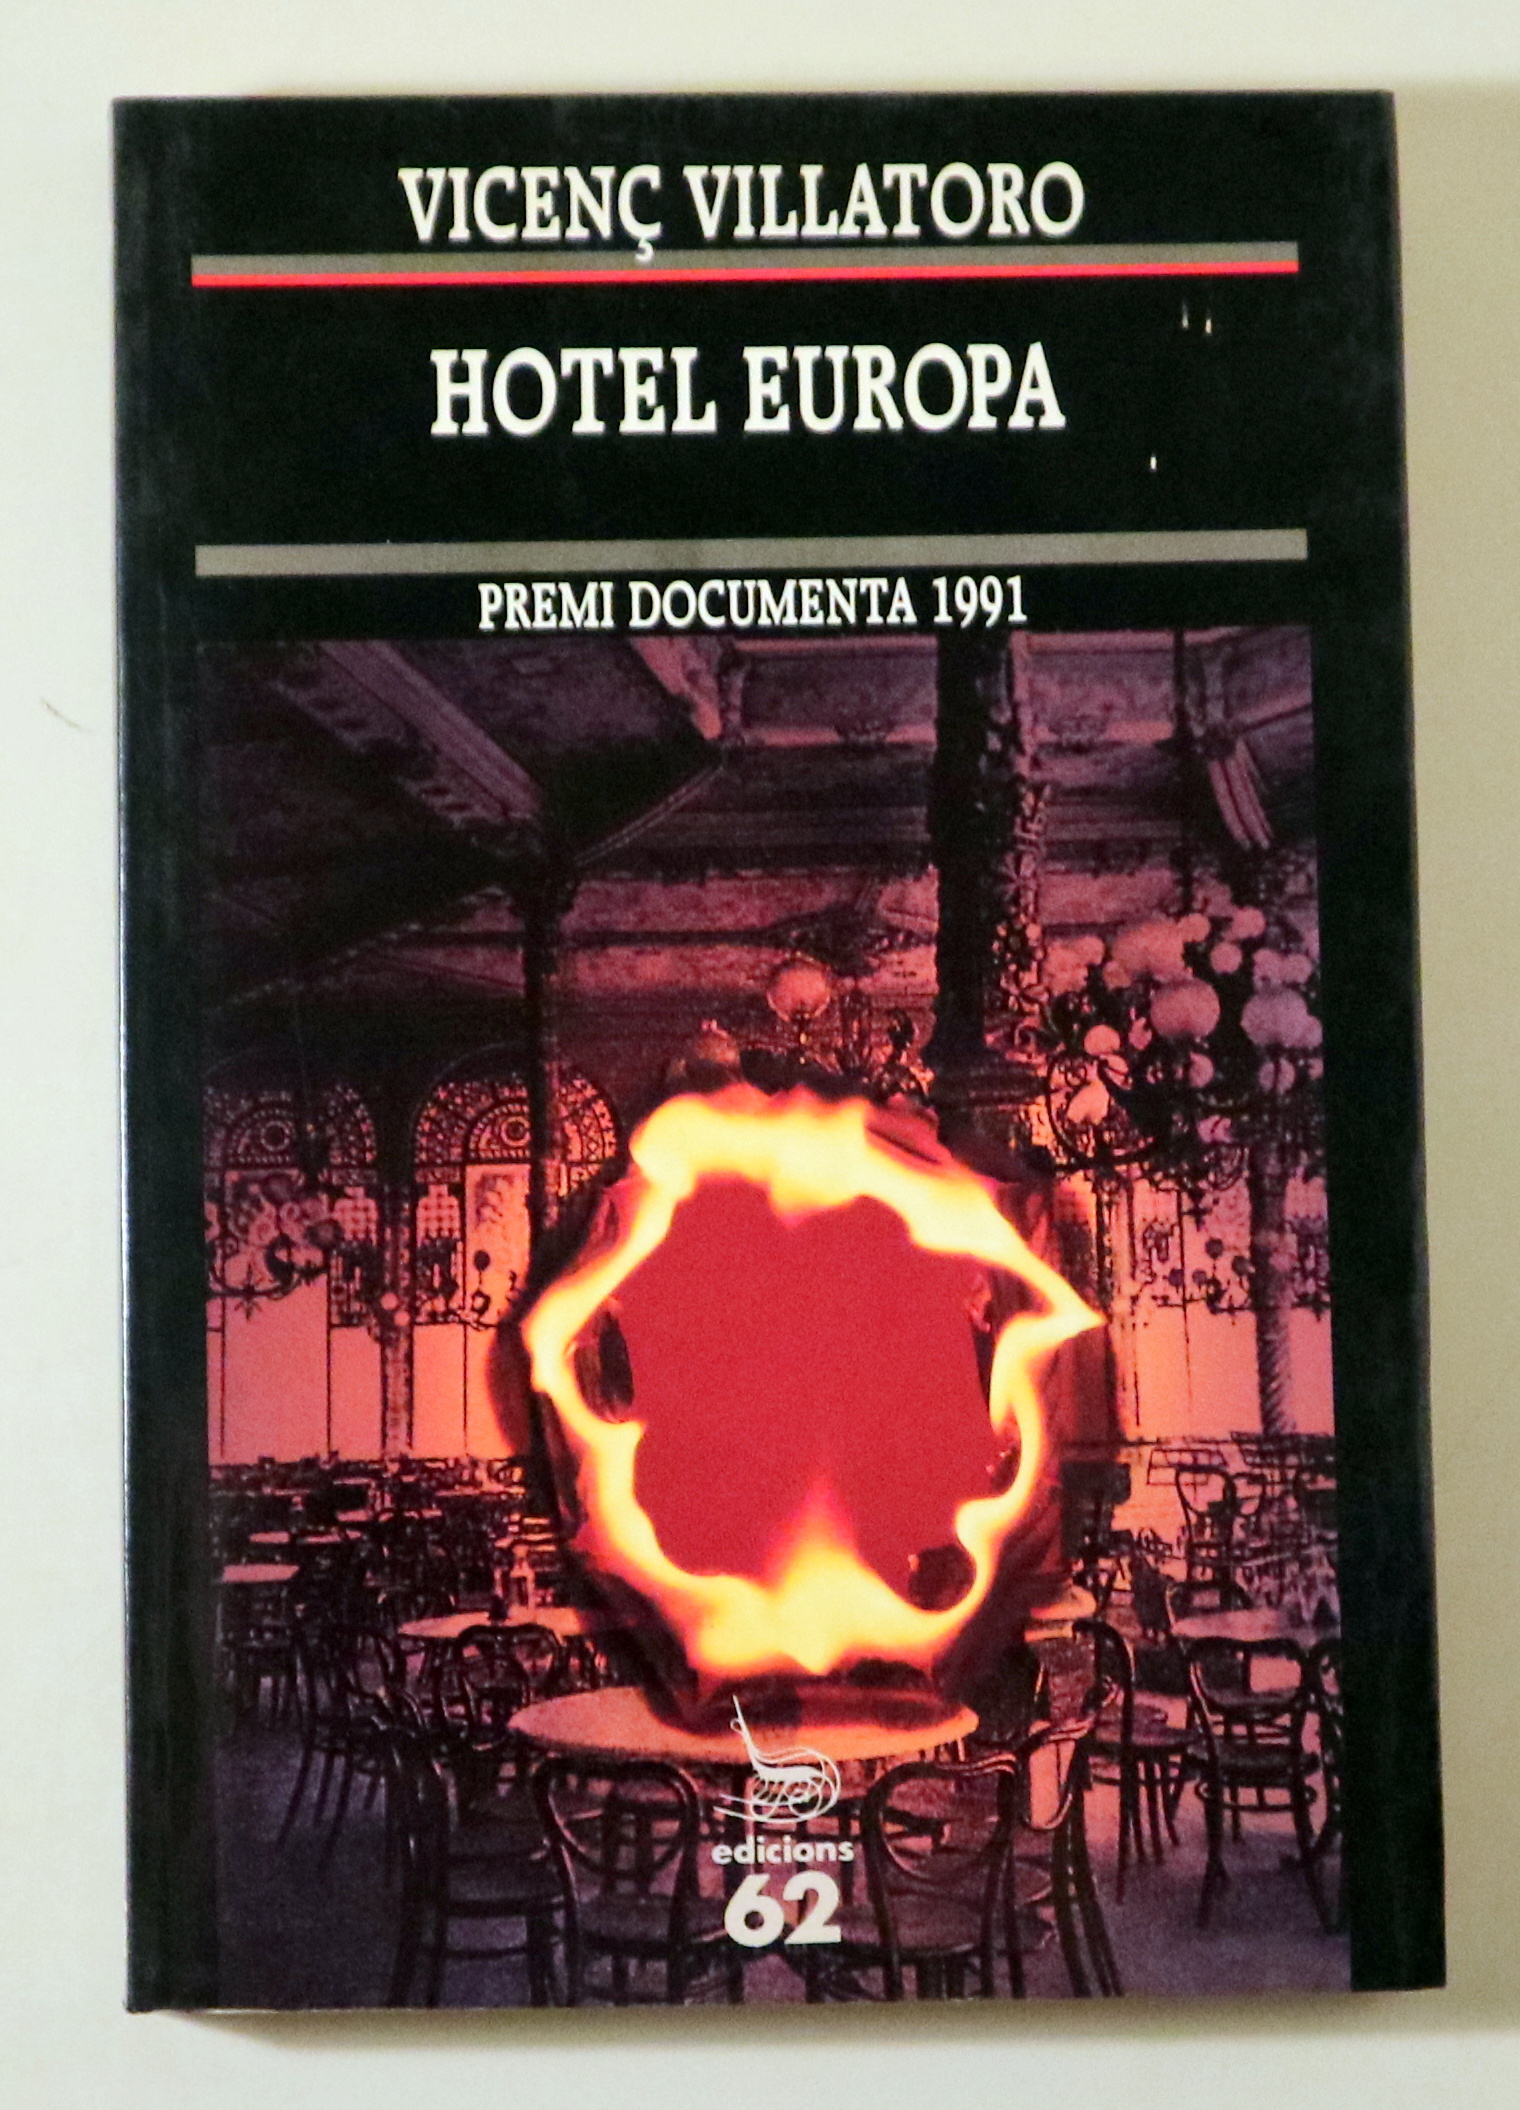 VICENÇ VILLATORO
HOTEL EUROPA
PREMI DOCUMENTA 1991
edicions
62